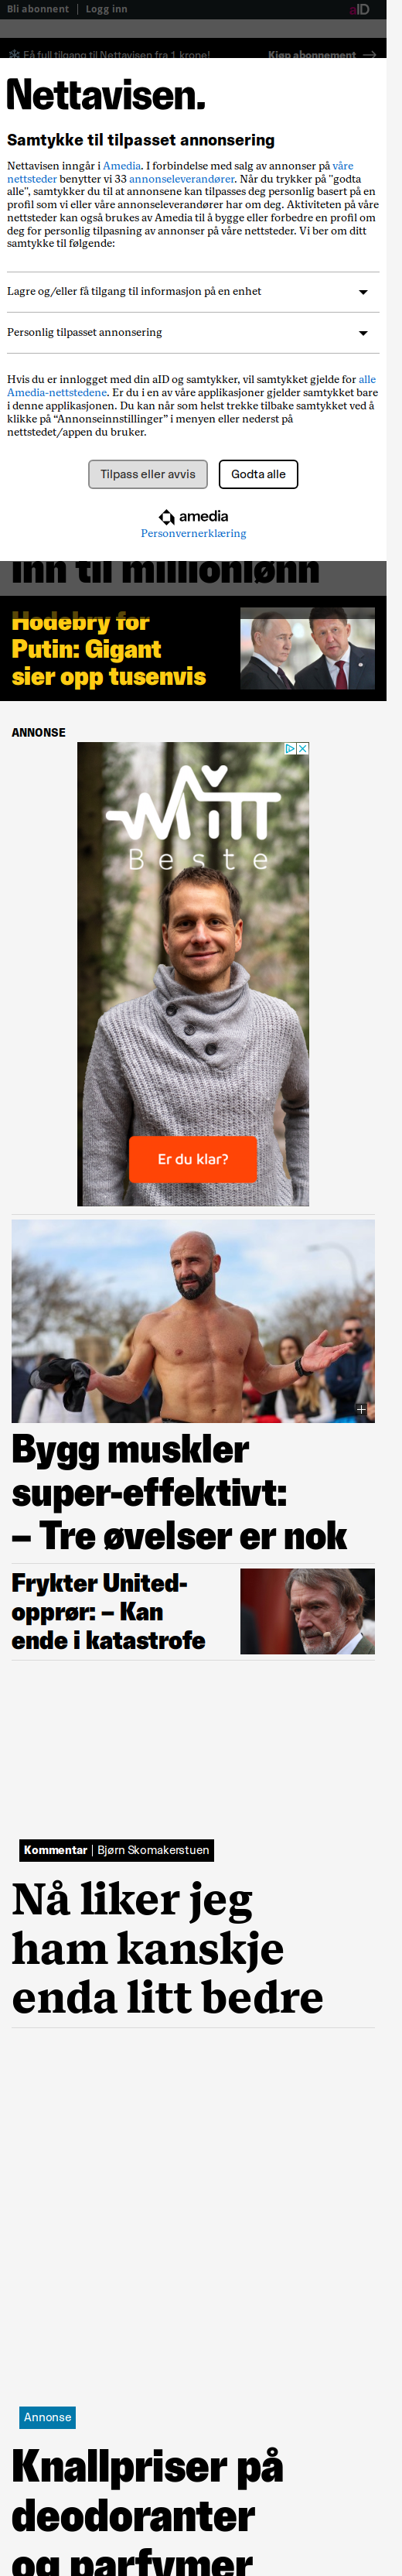 Bli abonnent | Logg inn
aID
Få full tilgang til Nettavisen fra 1 krone!
Kjøp abonnement →
Nettavisen.
Samtykke til tilpasset annonsering
Nettavisen inngår i Amedia. I forbindelse med salg av annonser på våre
nettsteder benytter vi 33 annonseleverandører. Når du trykker på "godta
alle", samtykker du til at annonsene kan tilpasses deg personlig basert på en
profil som vi eller våre annonseleverandører har om deg. Aktiviteten på våre
nettsteder kan også brukes av Amedia til å bygge eller forbedre en profil om
deg for personlig tilpasning av annonser på våre nettsteder. Vi ber om ditt
samtykke til følgende:
Lagre og/eller få tilgang til informasjon på en enhet
Personlig tilpasset annonsering
Hvis du er innlogget med din aID og samtykker, vil samtykket gjelde for alle
Amedia-nettstedene. Er du i en av våre applikasjoner gjelder samtykket bare
i denne applikasjonen. Du kan når som helst trekke tilbake samtykket ved å
klikke på “Annonseinnstillinger” i menyen eller nederst på
nettstedet/appen du bruker.
Tilpass eller avvis
Godta alle
amedia
Personvernerklæring
inn til millionlønn
Hodebry for
Putin: Gigant
sier opp tusenvis
ANNONSE
MITT
Beste
Er du klar?
Bygg muskler
super-effektivt:
– Tre øvelser er nok
Frykter United-
opprør: – Kan
ende i katastrofe
Kommentar | Bjørn Skomakerstuen
Nå liker jeg
ham kanskje
enda litt bedre
Annonse
Knallpriser på
deodoranter
og parfymer